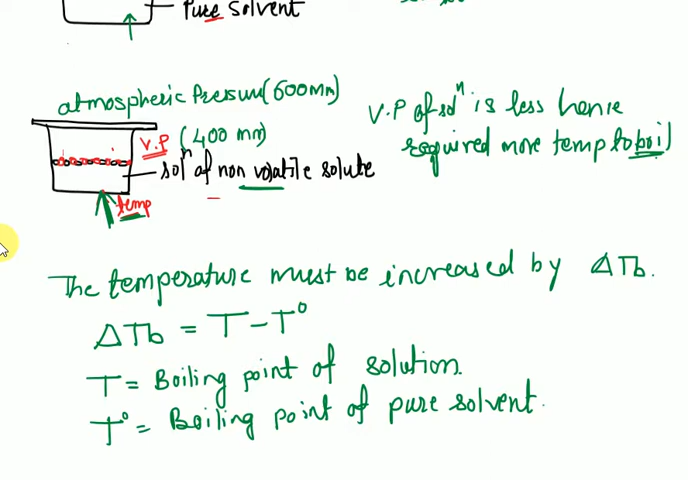 Pure Solvent
atmospheric Pressure (600mm)
V.P (400 mm)
solⁿ of non volatile solute
temp
V.P of solⁿ is less hence
required more temp to boil
The temperature must be increased by ΔTb.
ΔTb = T - T°
T = Boiling point of solution.
T° = Boiling point of pure solvent.